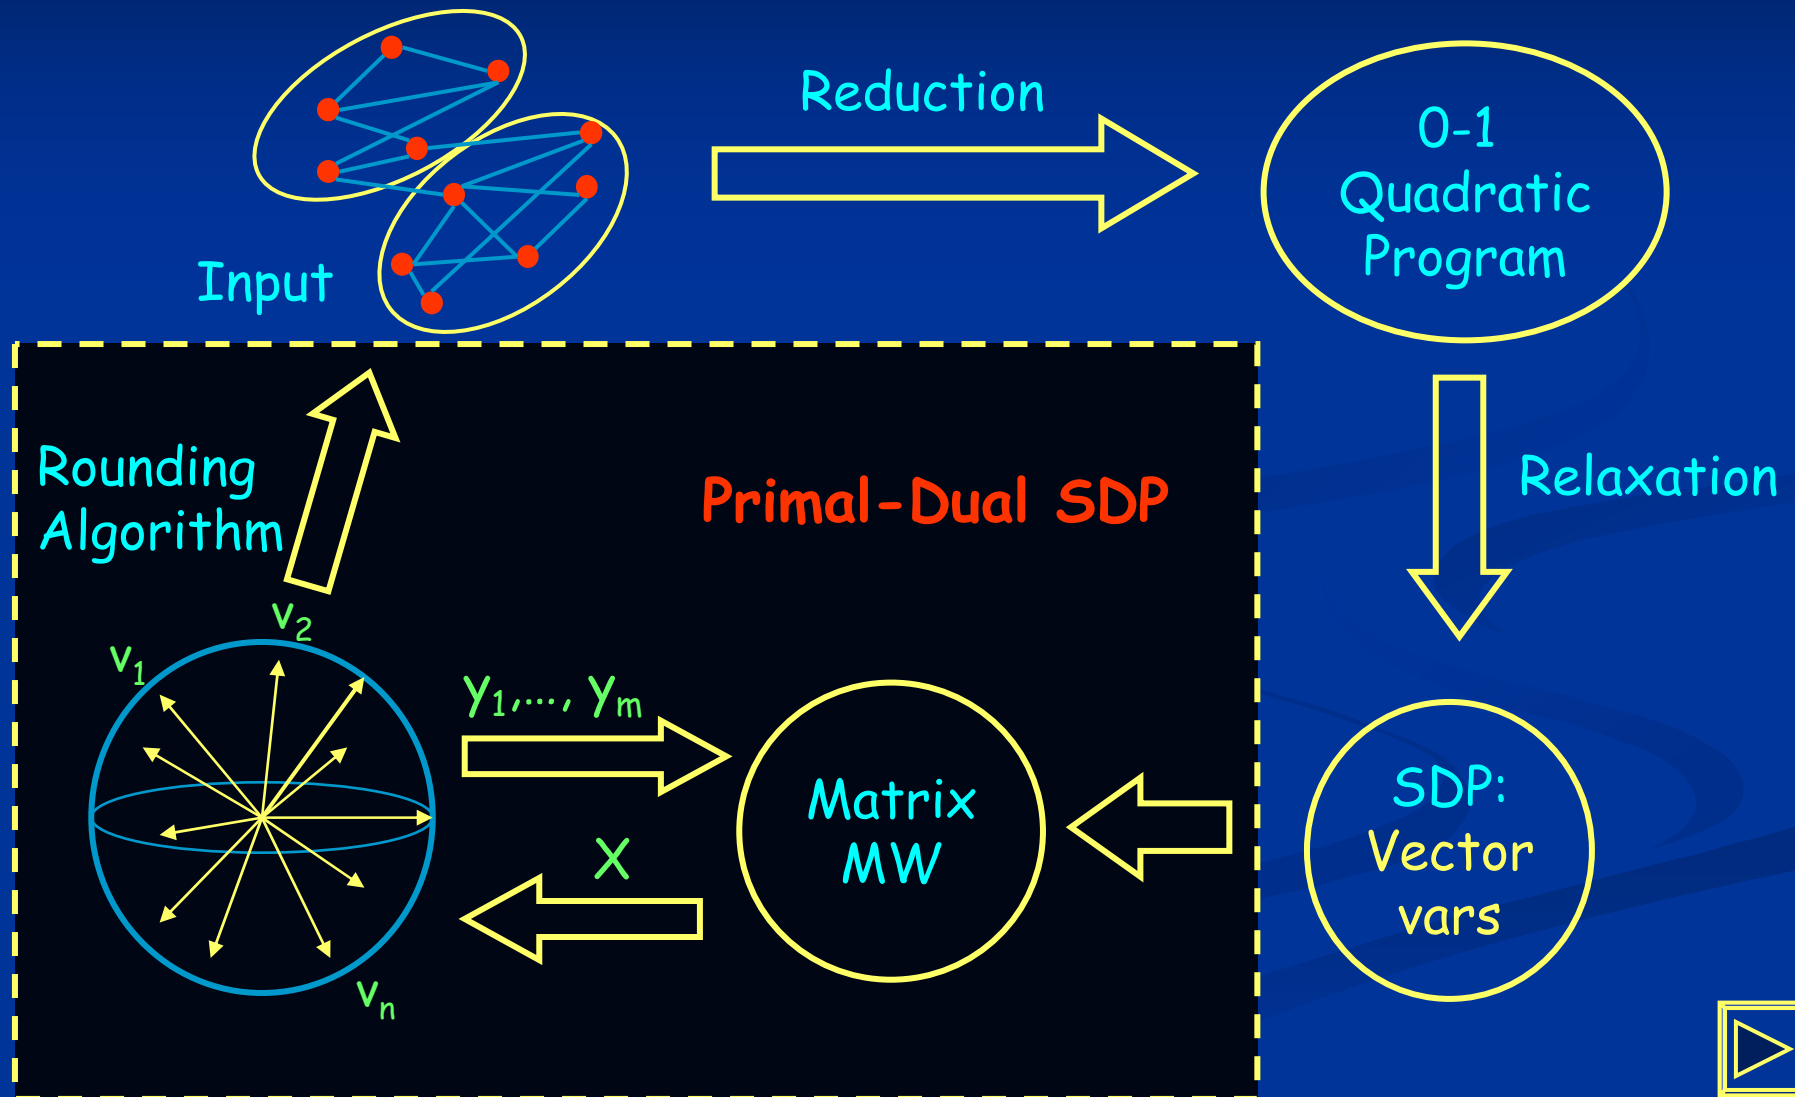 Reduction
0-1
Quadratic
Program
Input
Relaxation
Rounding
Algorithm
Primal-Dual SDP
v2
v1
y1,..., ym
Matrix
MW
X
SDP:
Vector
vars
vn